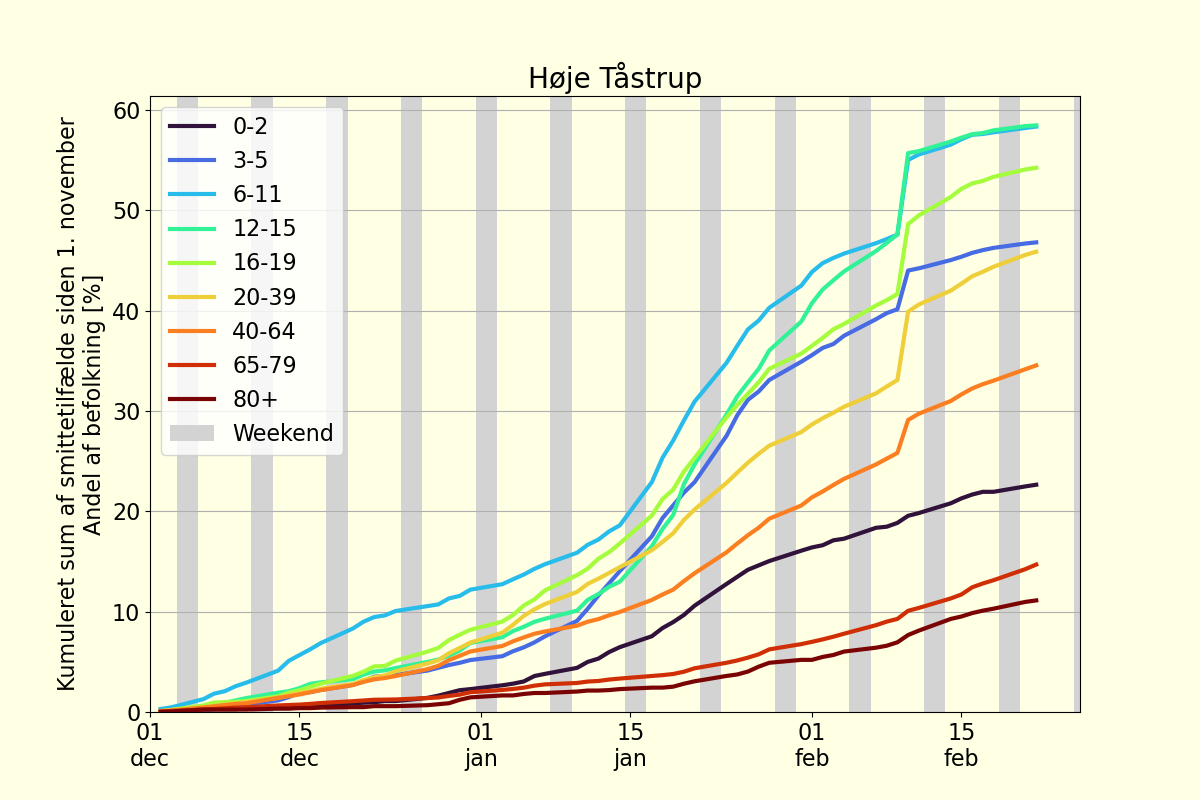 Høje Tåstrup
Kumuleret sum af smittetilfælde siden 1. november
Andel af befolkning [%]
60
50
40
30
20
10
0
0-2
3-5
6-11
12-15
16-19
20-39
40-64
65-79
80+
Weekend
01
dec
15
dec
01
jan
15
jan
01
feb
15
feb